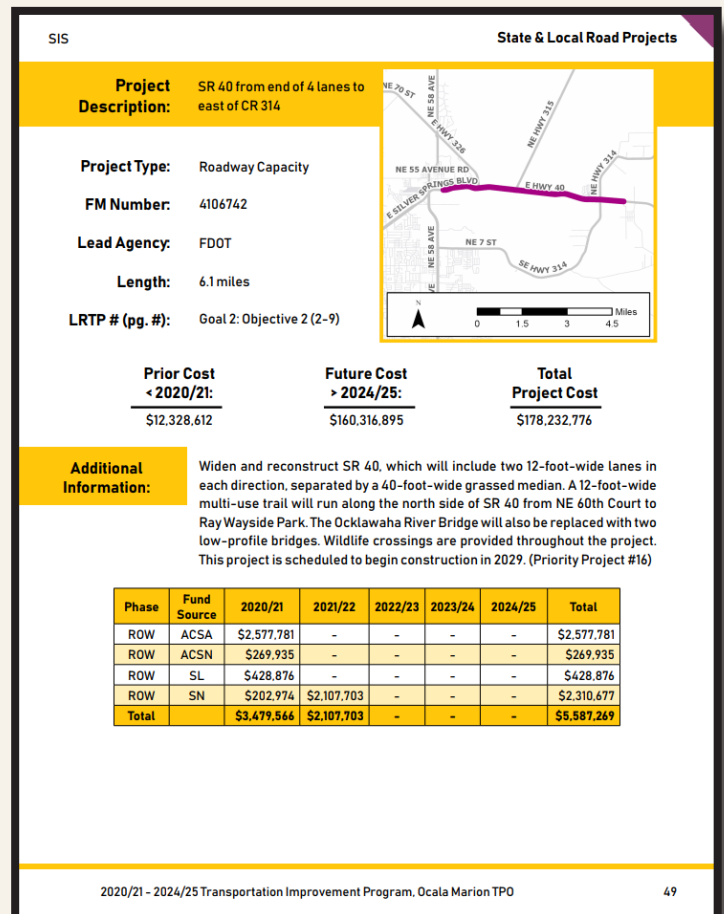 SIS
State & Local Road Projects
Project
Description:
SR 40 from end of 4 lanes to
east of CR 314
Project Type: Roadway Capacity
FM Number: 4106742
Lead Agency: FDOT
Length: 6.1 miles
LRTP # (pg. #): Goal 2: Objective 2 (2-9)
NE 70 ST
NE 58 AVE
E HWY 326
NE HWY 315
NE 55 AVENUE RD
E SILVER SPRINGS BLVD
E HWY 40
NE HWY 314
NE 58 AVE
NE 7 ST
SE HWY 314
VE
N
Miles
0 1.5 3 4.5
Prior Cost
< 2020/21:
$12,328,612
Future Cost
> 2024/25:
$160,316,895
Total
Project Cost
$178,232,776
Additional
Information:
Widen and reconstruct SR 40, which will include two 12-foot-wide lanes in
each direction, separated by a 40-foot-wide grassed median. A 12-foot-wide
multi-use trail will run along the north side of SR 40 from NE 60th Court to
Ray Wayside Park. The Ocklawaha River Bridge will also be replaced with two
low-profile bridges. Wildlife crossings are provided throughout the project.
This project is scheduled to begin construction in 2029. (Priority Project #16)
Phase Fund Source 2020/21 2021/22 2022/23 2023/24 2024/25 Total
ROW ACSA $2,577,781 - - - - $2,577,781
ROW ACSN $269,935 - - - - $269,935
ROW SL $428,876 - - - - $428,876
ROW SN $202,974 $2,107,703 - - - $2,310,677
Total $3,479,566 $2,107,703 - - - $5,587,269
2020/21 - 2024/25 Transportation Improvement Program, Ocala Marion TPO 49